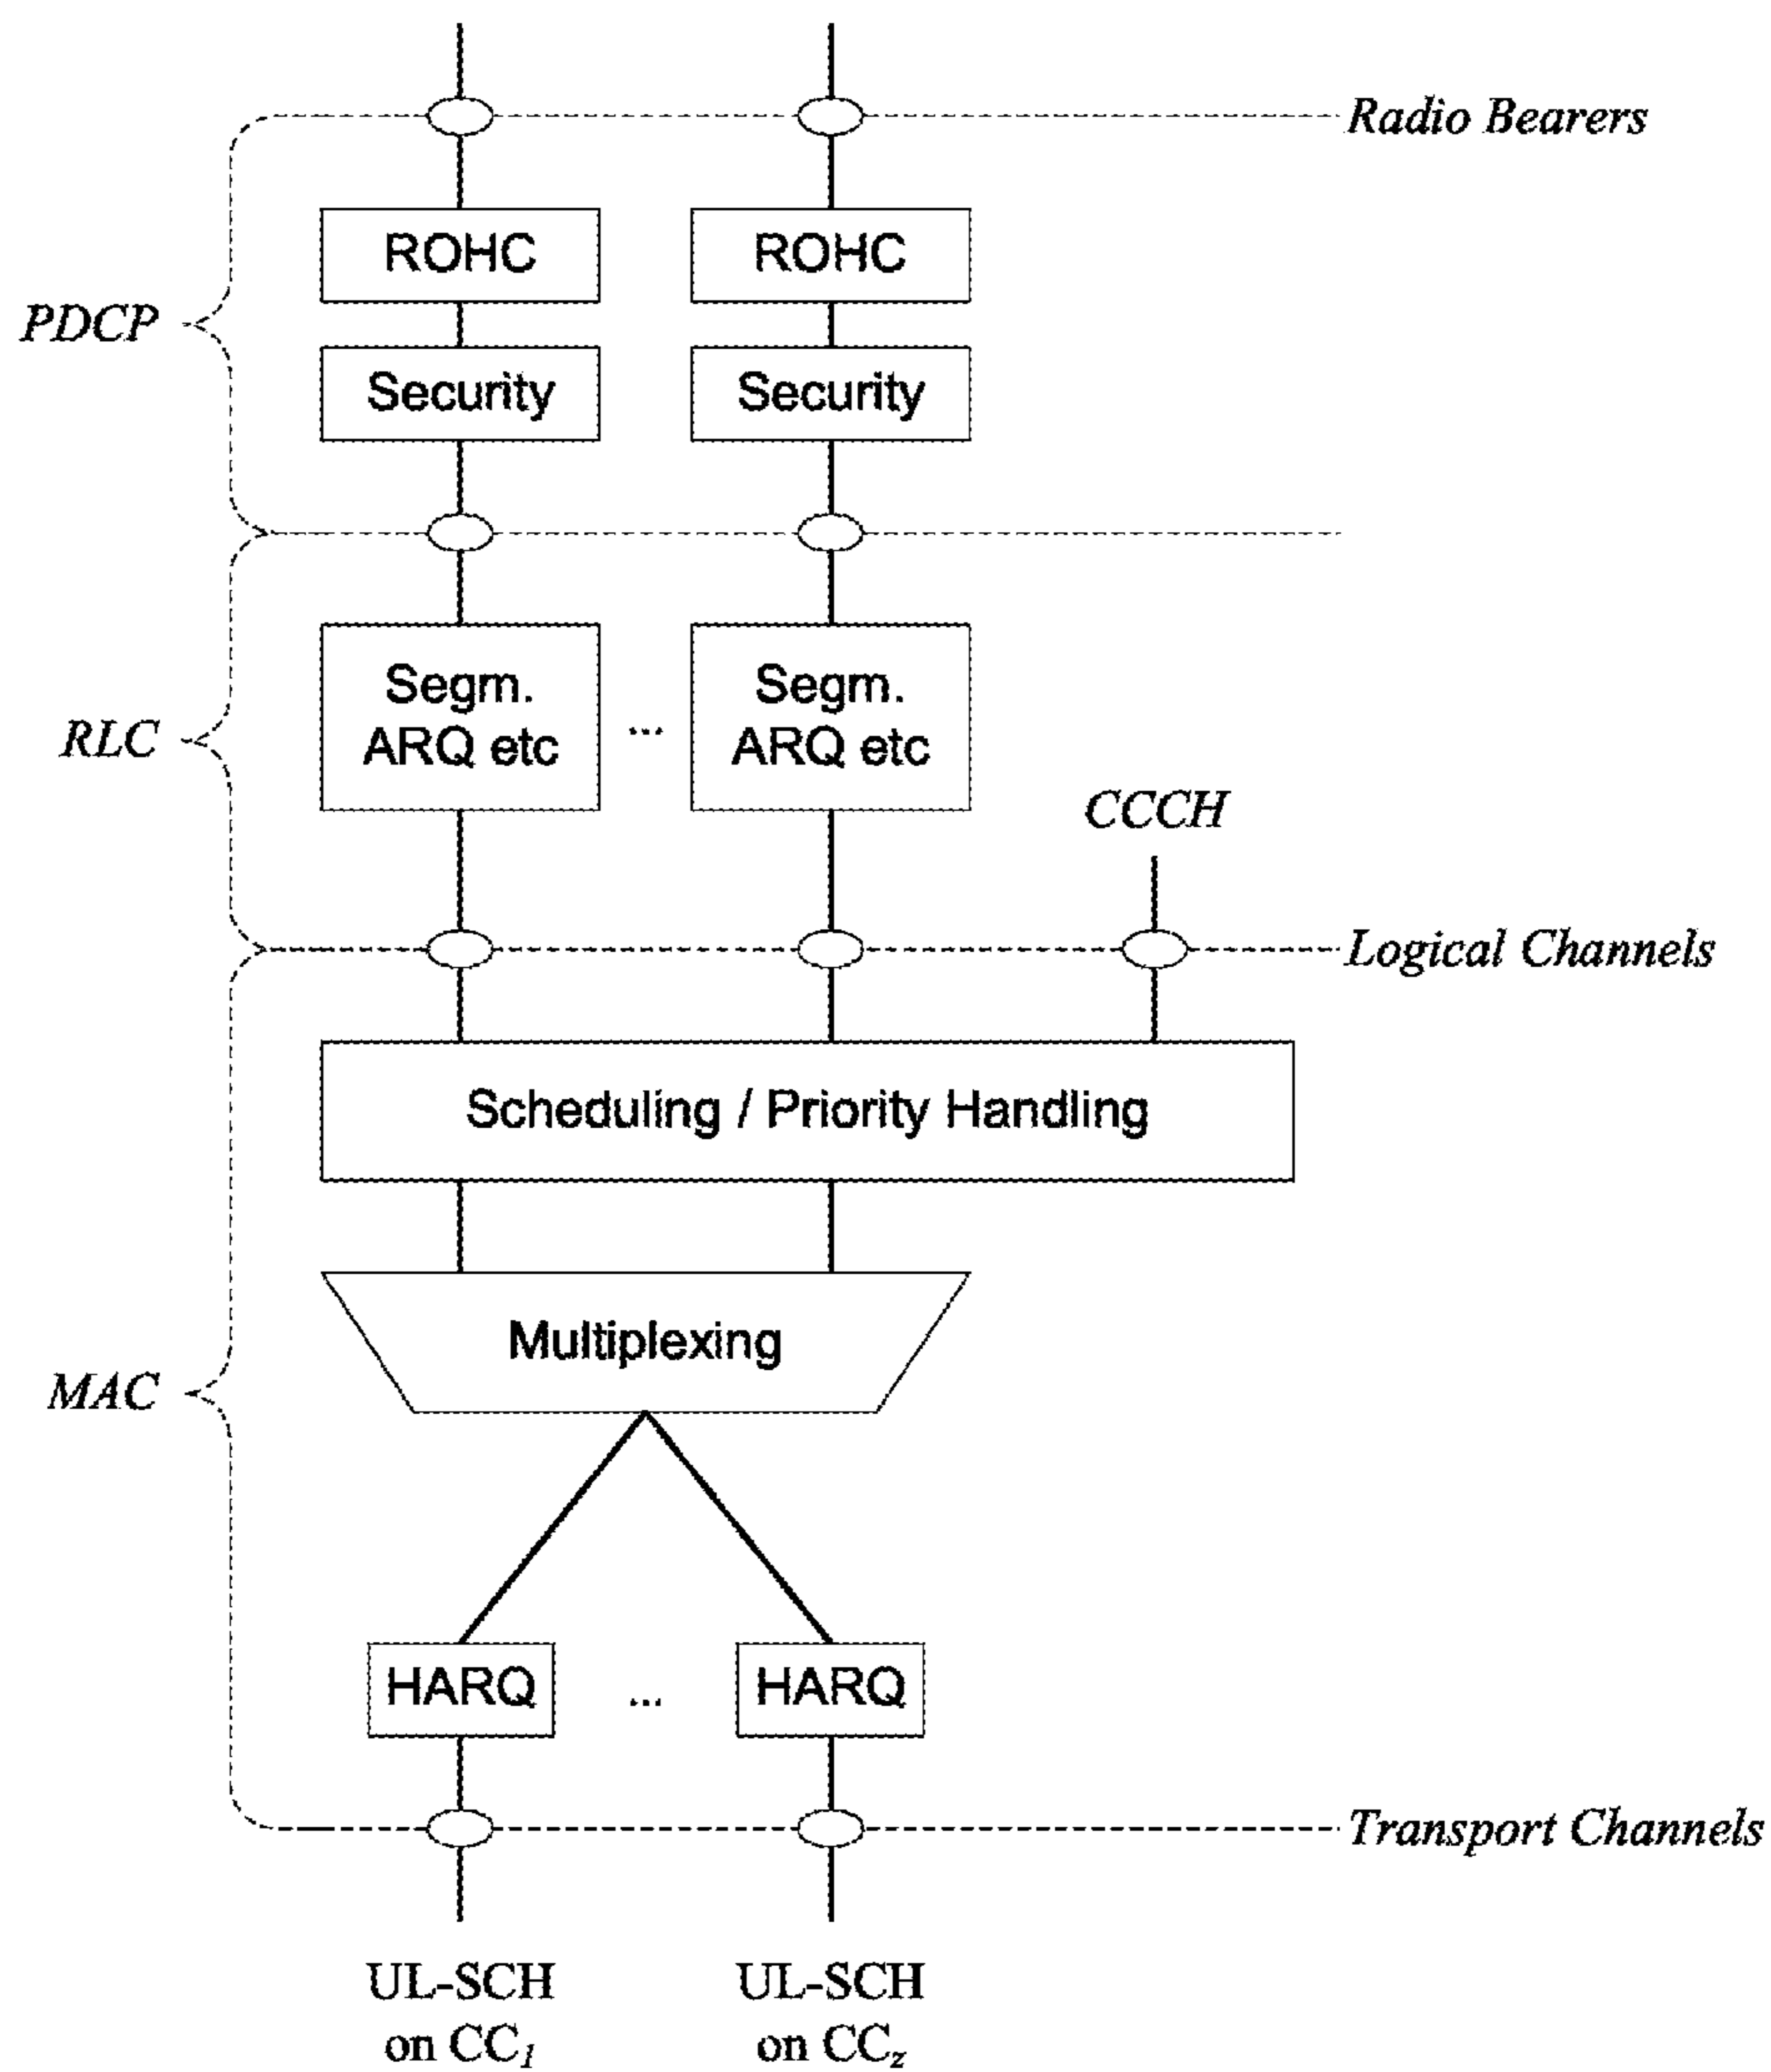 Radio Bearers
ROHC
ROHC
PDCP
Security
Security
Segm.
ARQ etc
...
Segm.
ARQ etc
RLC
CCCH
Logical Channels
Scheduling / Priority Handling
Multiplexing
MAC
HARQ
...
HARQ
Transport Channels
UL-SCH
on CC1
UL-SCH
on CCz